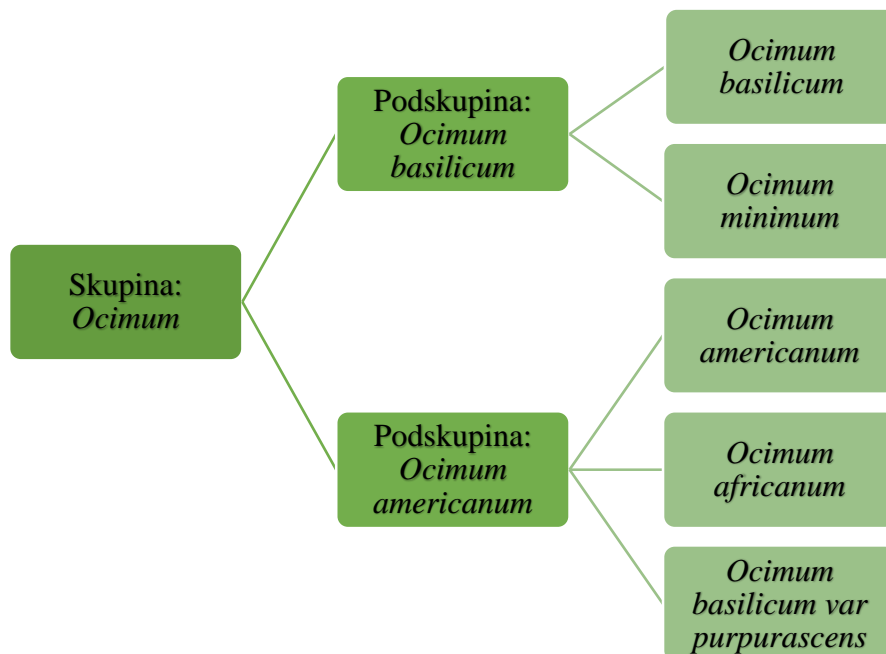 Skupina:
Ocimum
Podskupina:
Ocimum
basilicum
Ocimum
basilicum
Ocimum
minimum
Podskupina:
Ocimum
americanum
Ocimum
americanum
Ocimum
africanum
Ocimum
basilicum var
purpurascens